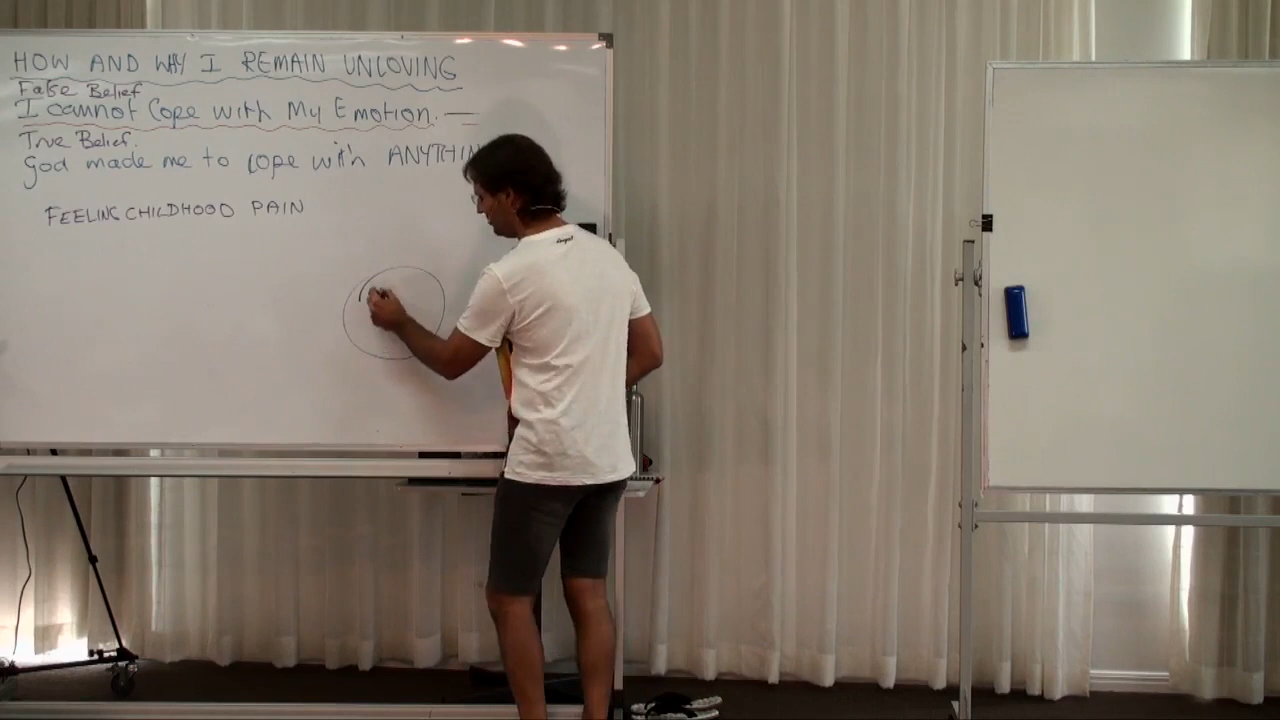 HOW AND WHY I REMAIN UNLOVING
False Belief
I cannot Cope with My Emotion. —
True Belief.
God made me to cope with ANYTHIN
FEELING CHILDHOOD PAIN